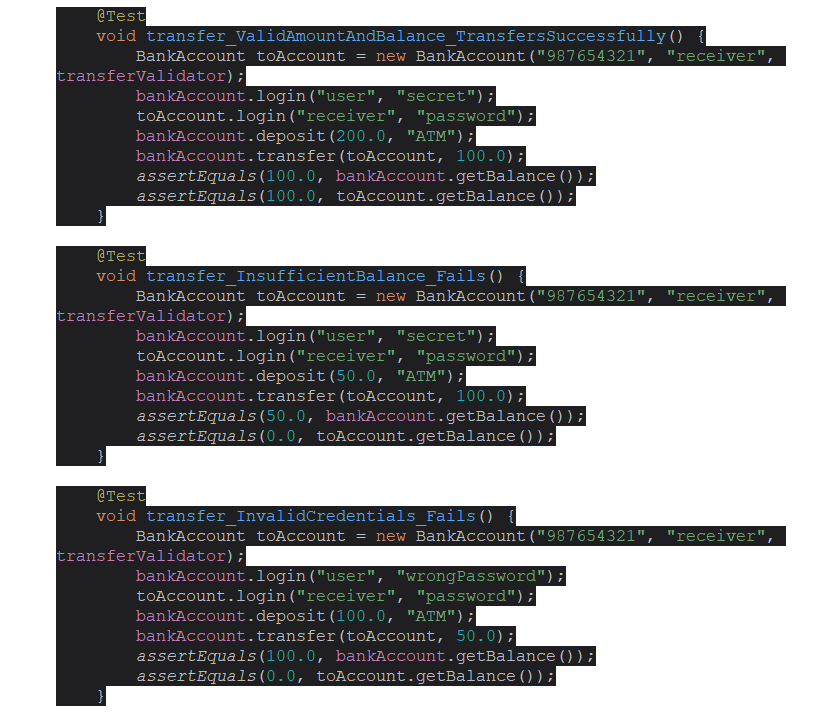 @Test
void transfer_ValidAmountAndBalance_TransfersSuccessfully() {
BankAccount toAccount = new BankAccount("987654321", "receiver",
transferValidator);
bankAccount.login("user", "secret");
toAccount.login("receiver", "password");
bankAccount.deposit(200.0, "ATM");
bankAccount.transfer(toAccount, 100.0);
assertEquals(100.0, bankAccount.getBalance());
assertEquals(100.0, toAccount.getBalance());
}
@Test
void transfer_InsufficientBalance_Fails() {
BankAccount toAccount = new BankAccount("987654321", "receiver",
transferValidator);
bankAccount.login("user", "secret");
toAccount.login("receiver", "password");
bankAccount.deposit(50.0, "ATM");
bankAccount.transfer(toAccount, 100.0);
assertEquals(50.0, bankAccount.getBalance());
assertEquals(0.0, toAccount.getBalance());
}
@Test
void transfer_InvalidCredentials_Fails() {
BankAccount toAccount = new BankAccount("987654321", "receiver",
transferValidator);
bankAccount.login("user", "wrongPassword");
toAccount.login("receiver", "password");
bankAccount.deposit(100.0, "ATM");
bankAccount.transfer(toAccount, 50.0);
assertEquals(100.0, bankAccount.getBalance());
assertEquals(0.0, toAccount.getBalance());
}